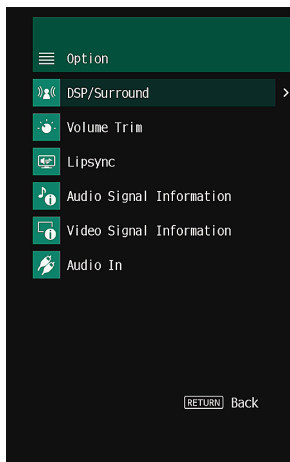 Option
DSP/Surround
Volume Trim
Lipsync
Audio Signal Information
Video Signal Information
Audio In
RETURN Back